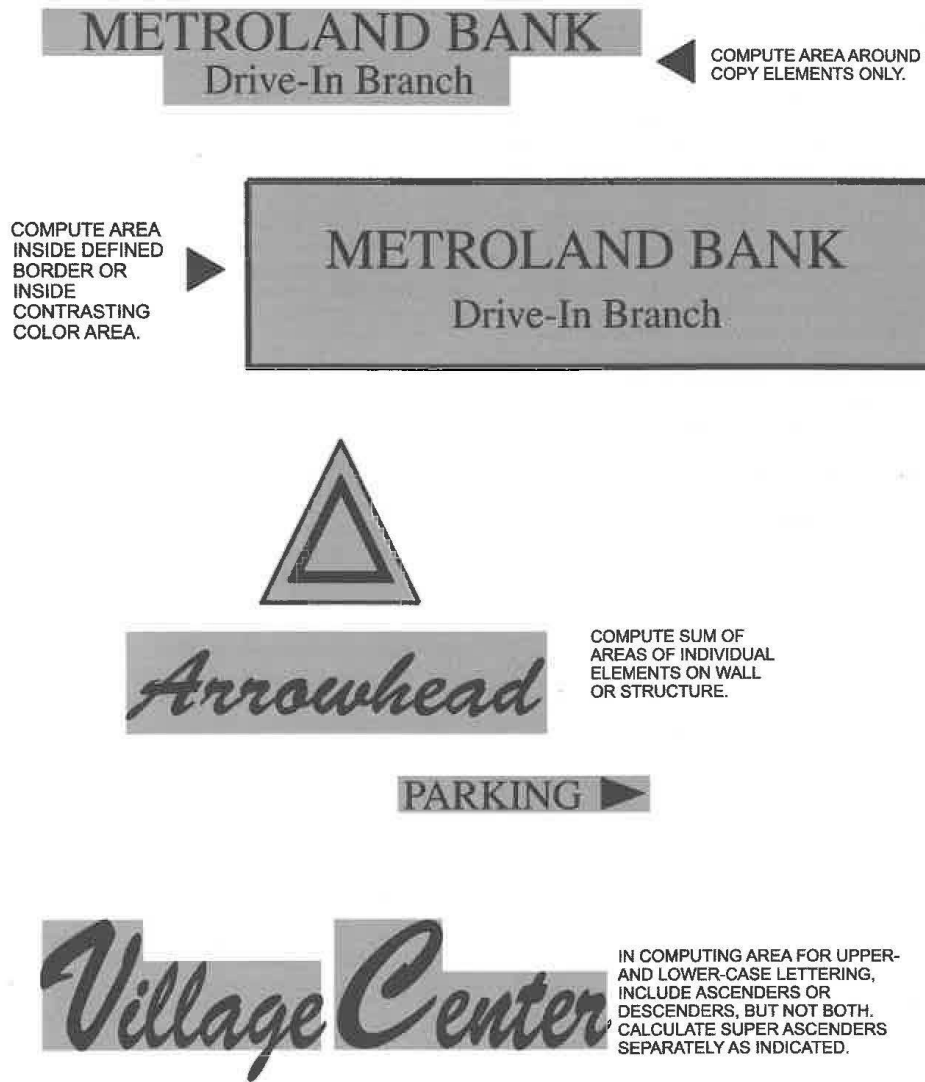 METROLAND BANK
Drive-In Branch
COMPUTE AREA AROUND
COPY ELEMENTS ONLY.
COMPUTE AREA
INSIDE DEFINED
BORDER OR
INSIDE
CONTRASTING
COLOR AREA.
METROLAND BANK
Drive-In Branch
Arrowhead
COMPUTE SUM OF
AREAS OF INDIVIDUAL
ELEMENTS ON WALL
OR STRUCTURE.
PARKING
Village Center
IN COMPUTING AREA FOR UPPER-
AND LOWER-CASE LETTERING,
INCLUDE ASCENDERS OR
DESCENDERS, BUT NOT BOTH.
CALCULATE SUPER ASCENDERS
SEPARATELY AS INDICATED.